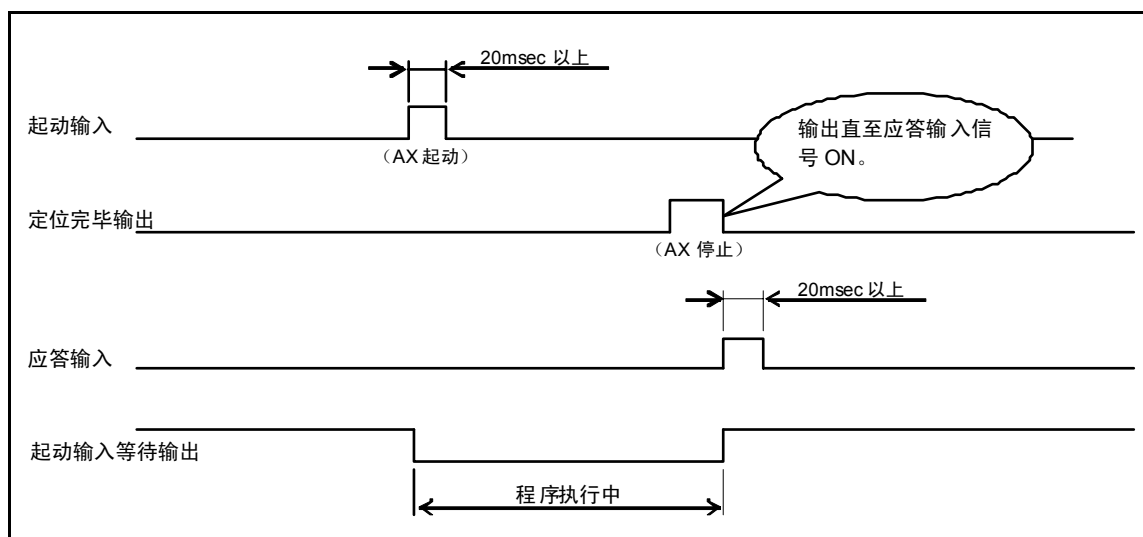 20msec 以上
起动输入
（AX 起动）
输出直至应答输入信
号 ON。
定位完毕输出
（AX 停止）
20msec 以上
应答输入
起动输入等待输出
程序执行中